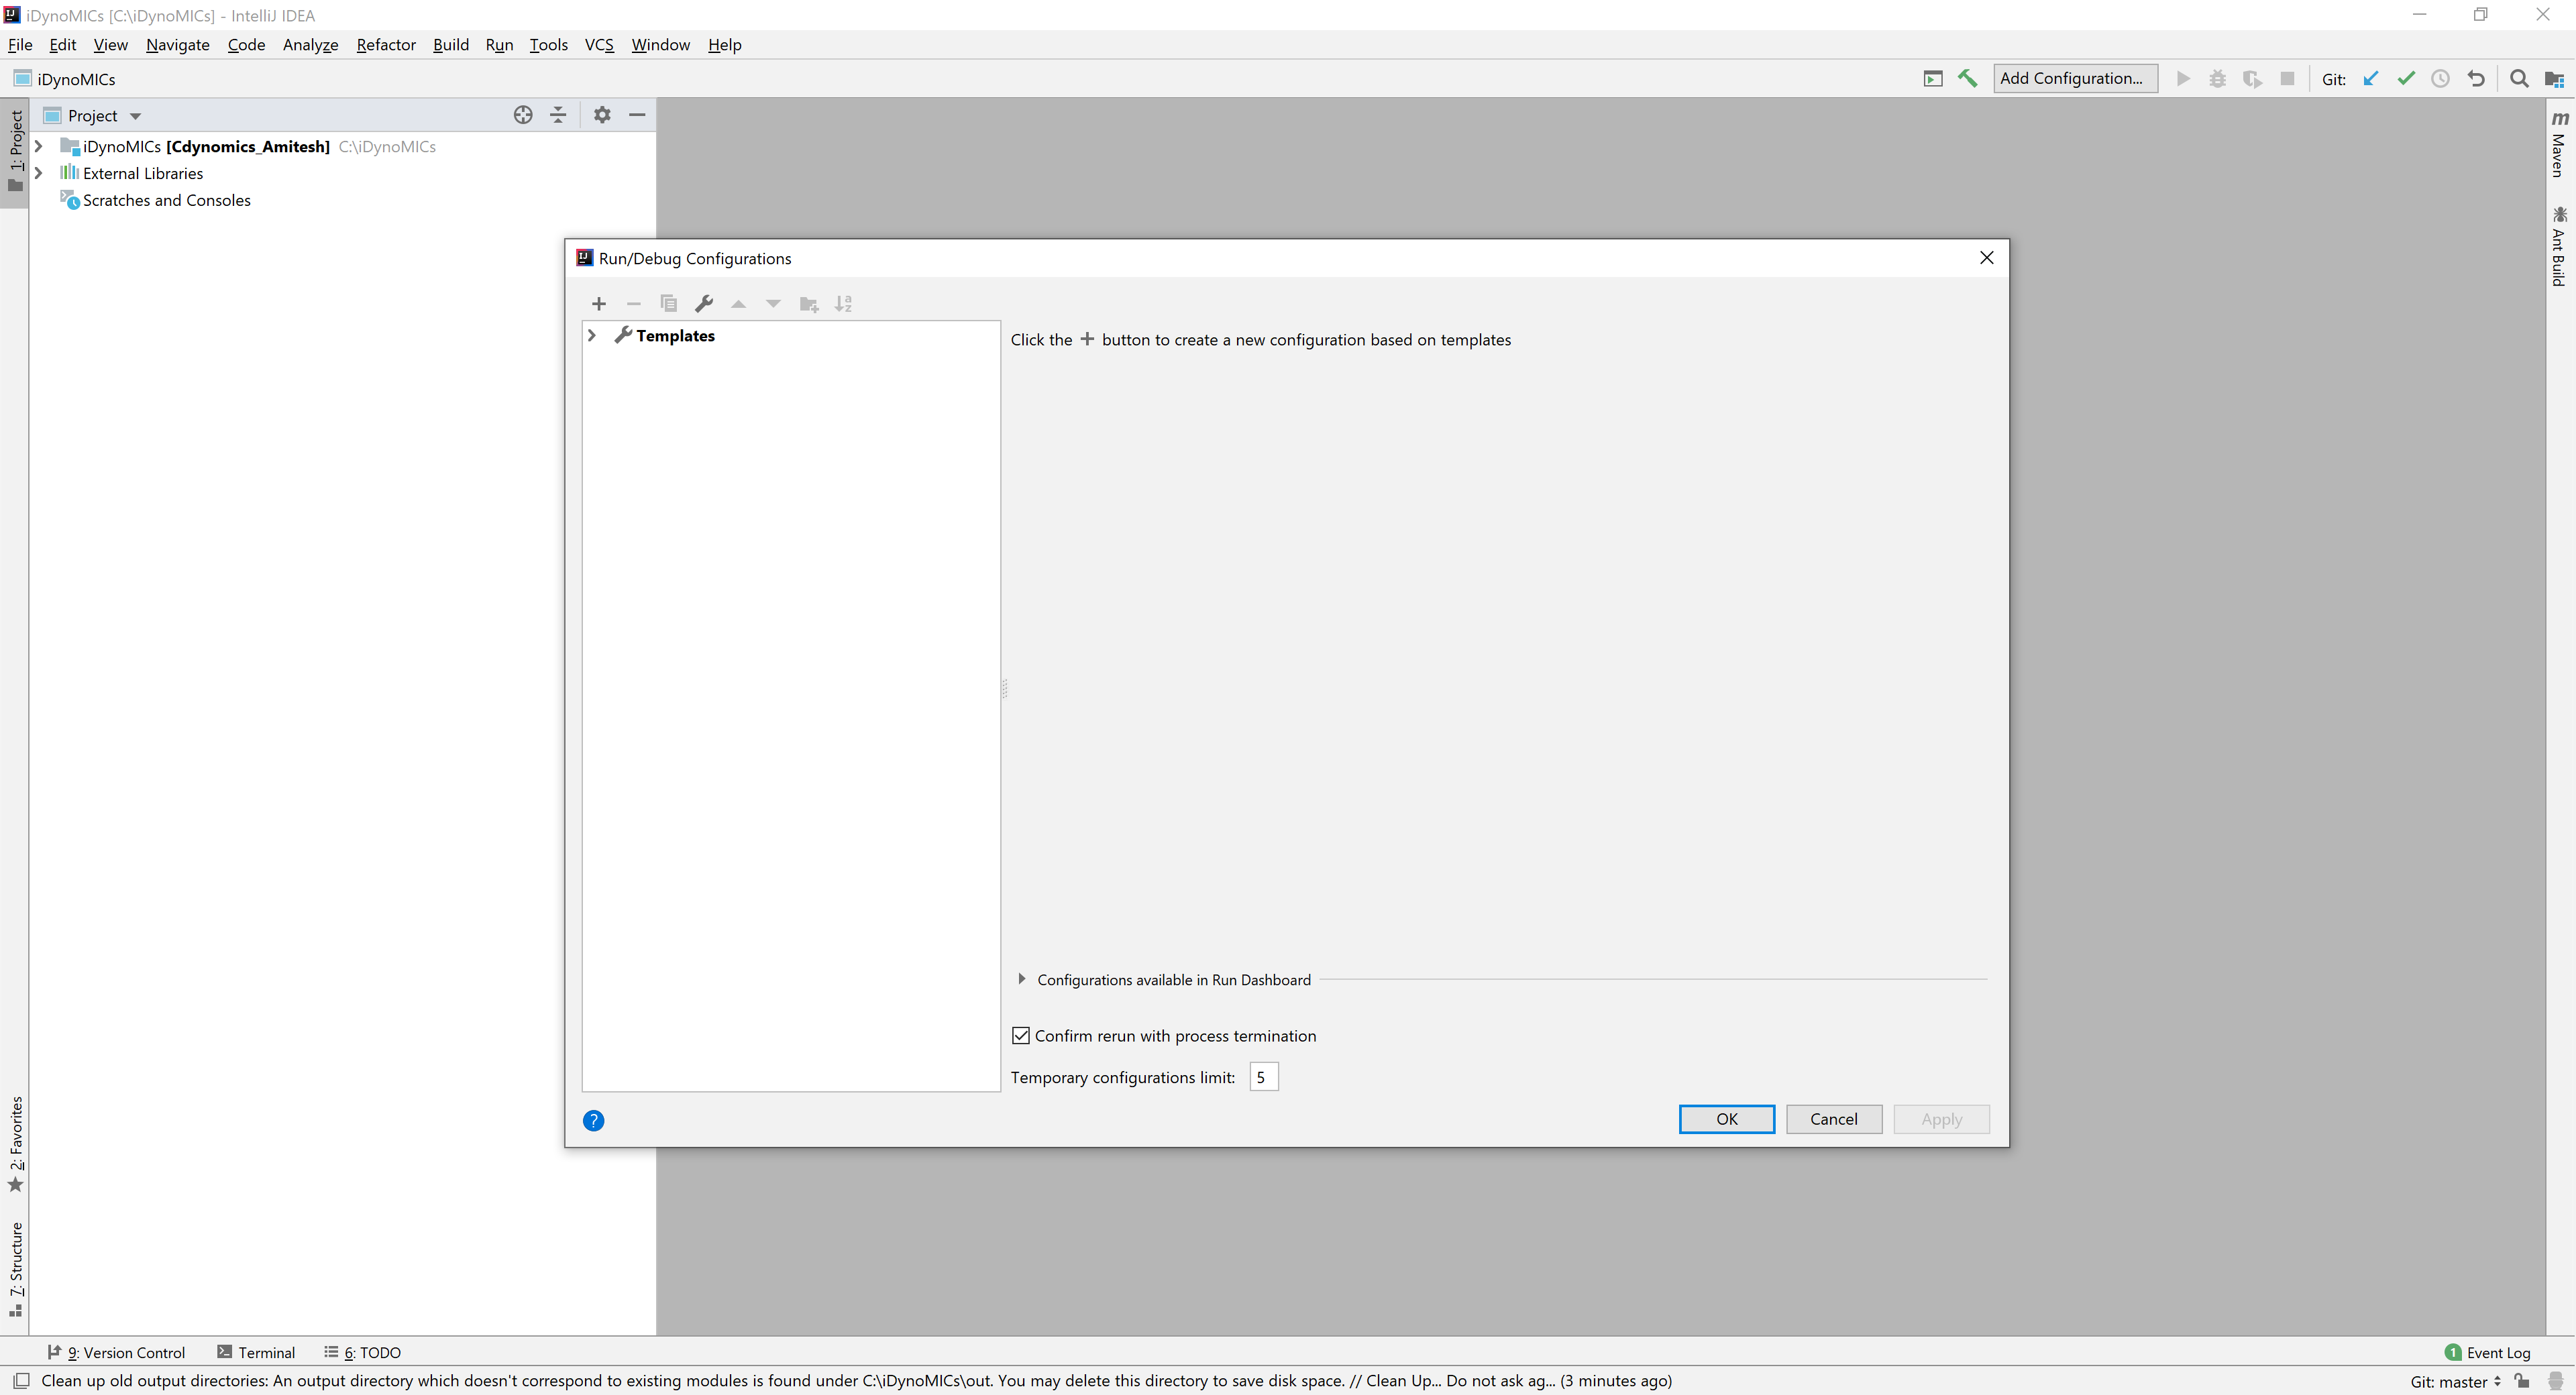 iDynoMICs [C:\iDynoMICs] - IntelliJ IDEA
File Edit View Navigate Code Analyze Refactor Build Run Tools VCS Window Help
iDynoMICs
Add Configuration...
Git:
1: Project
Project
iDynoMICs [Cdynomics_Amitesh] C:\iDynoMICs
External Libraries
Scratches and Consoles
m Maven
Ant Build
Run/Debug Configurations
Templates
Click the + button to create a new configuration based on templates
Configurations available in Run Dashboard
Confirm rerun with process termination
Temporary configurations limit: 5
?
OK
Cancel
Apply
2: Favorites
7: Structure
9: Version Control
Terminal
6: TODO
1 Event Log
Clean up old output directories: An output directory which doesn't correspond to existing modules is found under C:\iDynoMICs\out. You may delete this directory to save disk space. // Clean Up... Do not ask ag... (3 minutes ago)
Git: master